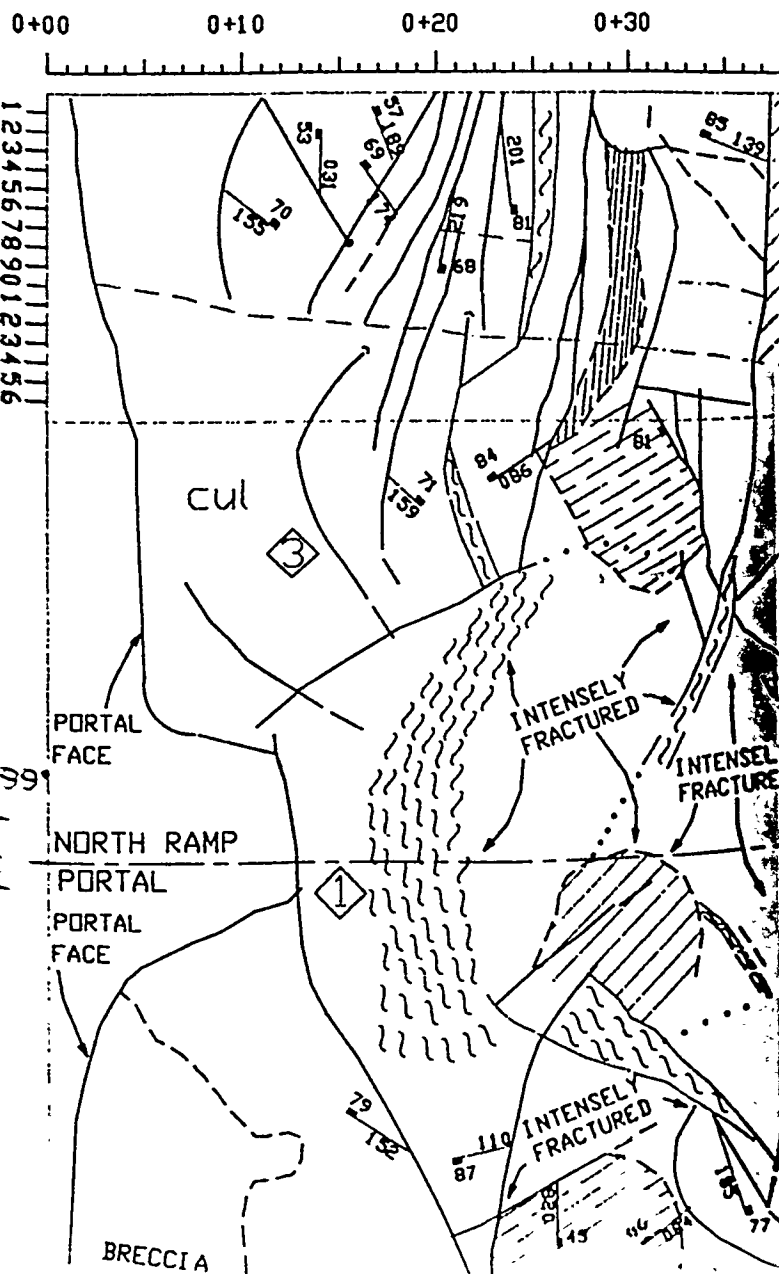 0+00 0+10 0+20 0+30
1
2
3
4
5
6
7
8
9
0
1
2
3
4
5
6
53
031
57
189
69
74
70
155
219
68
201
81
85
139
84
086
81
71
159
cul
3
PORTAL
FACE
INTENSELY
FRACTURED
INTENSEL
FRACTURE
NORTH RAMP
PORTAL
1
PORTAL
FACE
79
152
110
87
INTENSELY
FRACTURED
185
77
BRECCIA